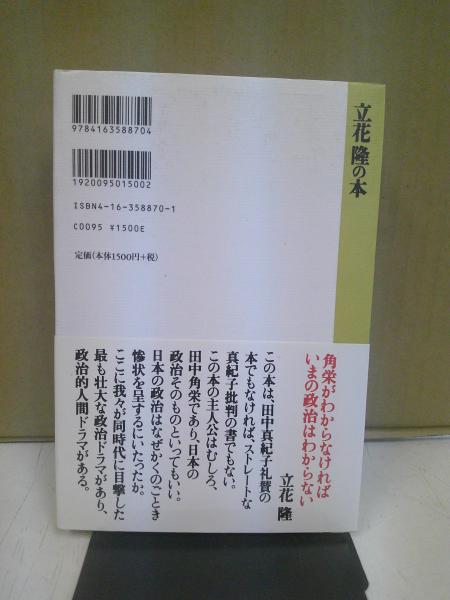 立花隆の本
9784163588704
1920095015002
ISBN4-16-358870-1
C0095 ¥1500E
定価(本体1500円+税)
角栄がわからなければ
いまの政治はわからない
立花 隆
この本は、田中真紀子礼賛の
本でもなければ、ストレートな
真紀子批判の書でもない。
この本の主人公はむしろ、
田中角栄であり、日本の
政治そのものといってもいい。
日本の政治はなぜかくのごとき
惨状を呈するにいたったか。
ここに我々が同時代に目撃した
最も壮大な政治ドラマがあり、
政治的人間ドラマがある。